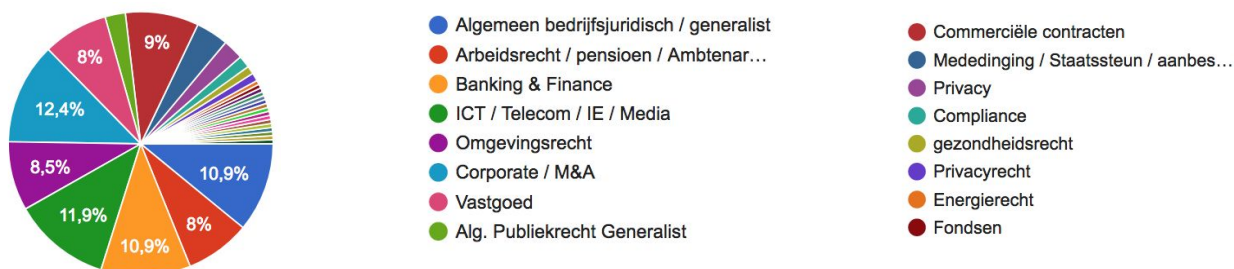 9%
8%
12,4%
8,5%
11,9%
10,9%
8%
10,9%
Algemeen bedrijfsjuridisch / generalist
Arbeidsrecht / pensioen / Ambtenar…
Banking & Finance
ICT / Telecom / IE / Media
Omgevingsrecht
Corporate / M&A
Vastgoed
Alg. Publiekrecht Generalist
Commerciële contracten
Mededinging / Staatssteun / aanbes…
Privacy
Compliance
gezondheidsrecht
Privacyrecht
Energierecht
Fondsen